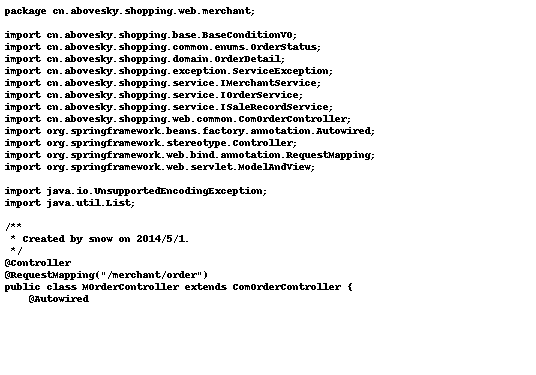 package cn.abovesky.shopping.web.merchant;

import cn.abovesky.shopping.base.BaseConditionVO;
import cn.abovesky.shopping.common.enums.OrderStatus;
import cn.abovesky.shopping.domain.OrderDetail;
import cn.abovesky.shopping.exception.ServiceException;
import cn.abovesky.shopping.service.IMerchantService;
import cn.abovesky.shopping.service.IOrderService;
import cn.abovesky.shopping.service.ISaleRecordService;
import cn.abovesky.shopping.web.common.ComOrderController;
import org.springframework.beans.factory.annotation.Autowired;
import org.springframework.stereotype.Controller;
import org.springframework.web.bind.annotation.RequestMapping;
import org.springframework.web.servlet.ModelAndView;

import java.io.UnsupportedEncodingException;
import java.util.List;

/**
 * Created by snow on 2014/5/1.
 */
@Controller
@RequestMapping("/merchant/order")
public class MOrderController extends ComOrderController {
    @Autowired